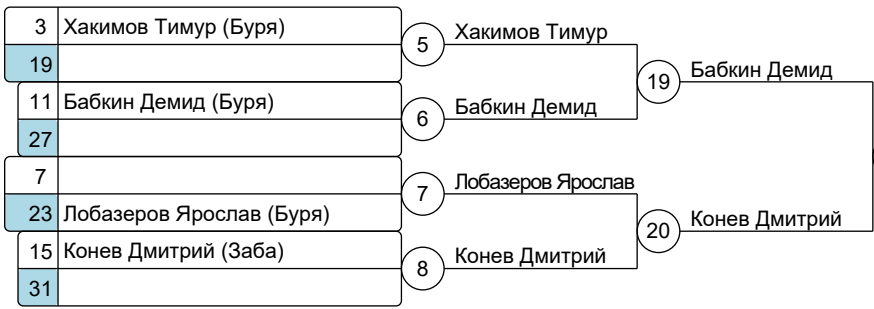 3 Хакимов Тимур (Буря)
19
11 Бабкин Демид (Буря)
27
7
23 Лобазеров Ярослав (Буря)
15 Конев Дмитрий (Заба)
31
5 Хакимов Тимур
6 Бабкин Демид
7 Лобазеров Ярослав
8 Конев Дмитрий
19 Бабкин Демид
20 Конев Дмитрий